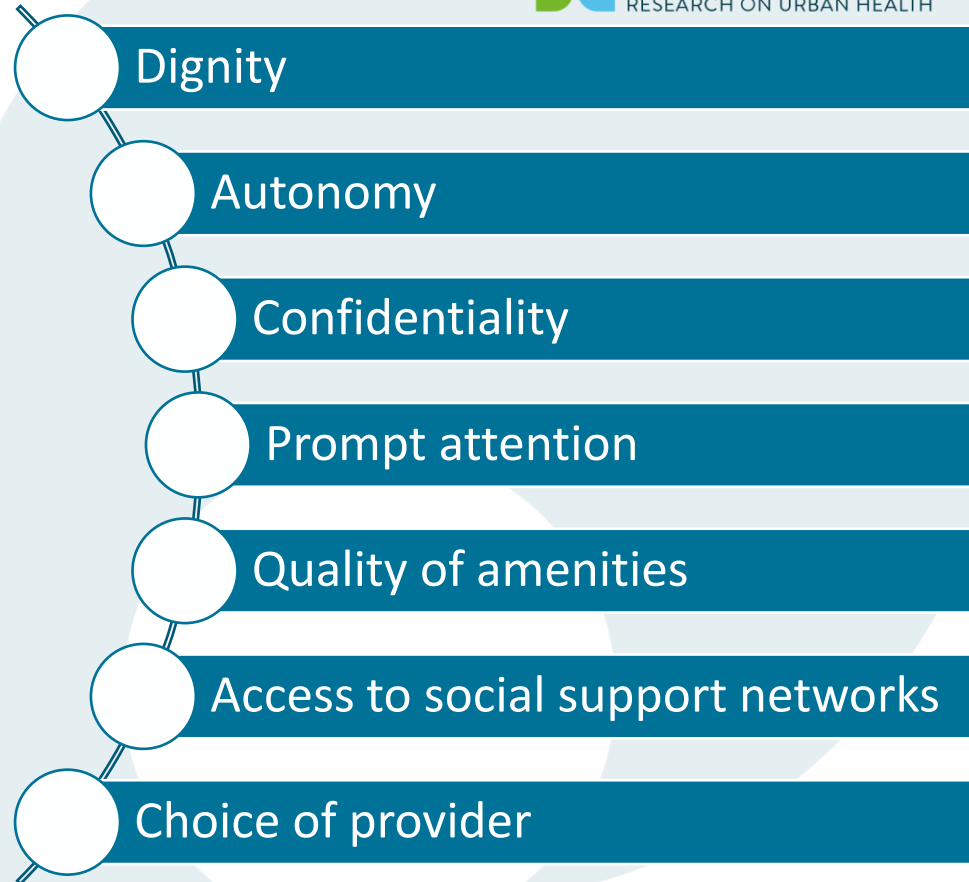 RESEARCH ON URBAN HEALTH
Dignity
Autonomy
Confidentiality
Prompt attention
Quality of amenities
Access to social support networks
Choice of provider